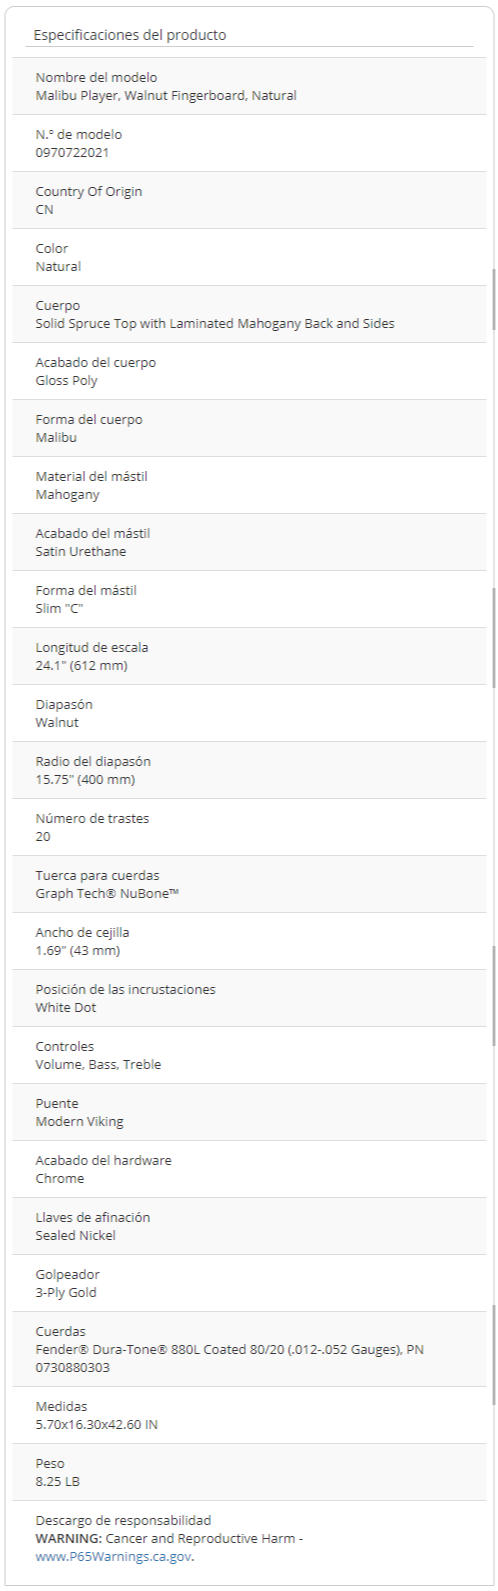 Especificaciones del producto
Nombre del modelo
Malibu Player, Walnut Fingerboard, Natural
N.º de modelo
0970722021
Country Of Origin
CN
Color
Natural
Cuerpo
Solid Spruce Top with Laminated Mahogany Back and Sides
Acabado del cuerpo
Gloss Poly
Forma del cuerpo
Malibu
Material del mástil
Mahogany
Acabado del mástil
Satin Urethane
Forma del mástil
Slim "C"
Longitud de escala
24.1" (612 mm)
Diapasón
Walnut
Radio del diapasón
15.75" (400 mm)
Número de trastes
20
Tuerca para cuerdas
Graph Tech® NuBone™
Ancho de cejilla
1.69" (43 mm)
Posición de las incrustaciones
White Dot
Controles
Volume, Bass, Treble
Puente
Modern Viking
Acabado del hardware
Chrome
Llaves de afinación
Sealed Nickel
Golpeador
3-Ply Gold
Cuerdas
Fender® Dura-Tone® 880L Coated 80/20 (.012-.052 Gauges), PN
0730880303
Medidas
5.70x16.30x42.60 IN
Peso
8.25 LB
Descargo de responsabilidad
WARNING: Cancer and Reproductive Harm -
www.P65Warnings.ca.gov.